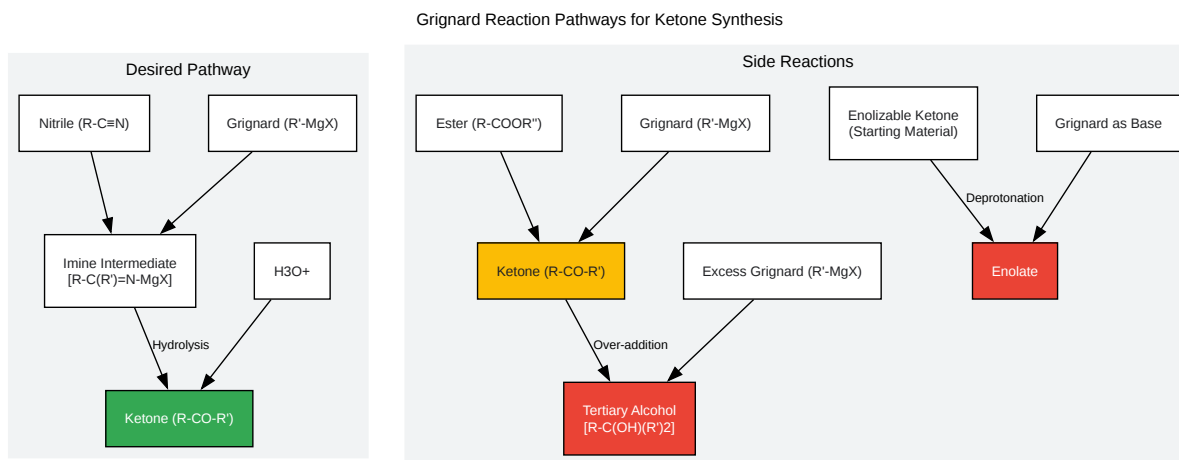 Grignard Reaction Pathways for Ketone Synthesis
Desired Pathway
Nitrile (R-C≡N)
Grignard (R'-MgX)
Imine Intermediate
[R-C(R')=N-MgX]
H3O+
Hydrolysis
Ketone (R-CO-R')
Side Reactions
Ester (R-COOR'')
Grignard (R'-MgX)
Enolizable Ketone
(Starting Material)
Grignard as Base
Deprotonation
Ketone (R-CO-R')
Excess Grignard (R'-MgX)
Enolate
Over-addition
Tertiary Alcohol
[R-C(OH)(R')2]